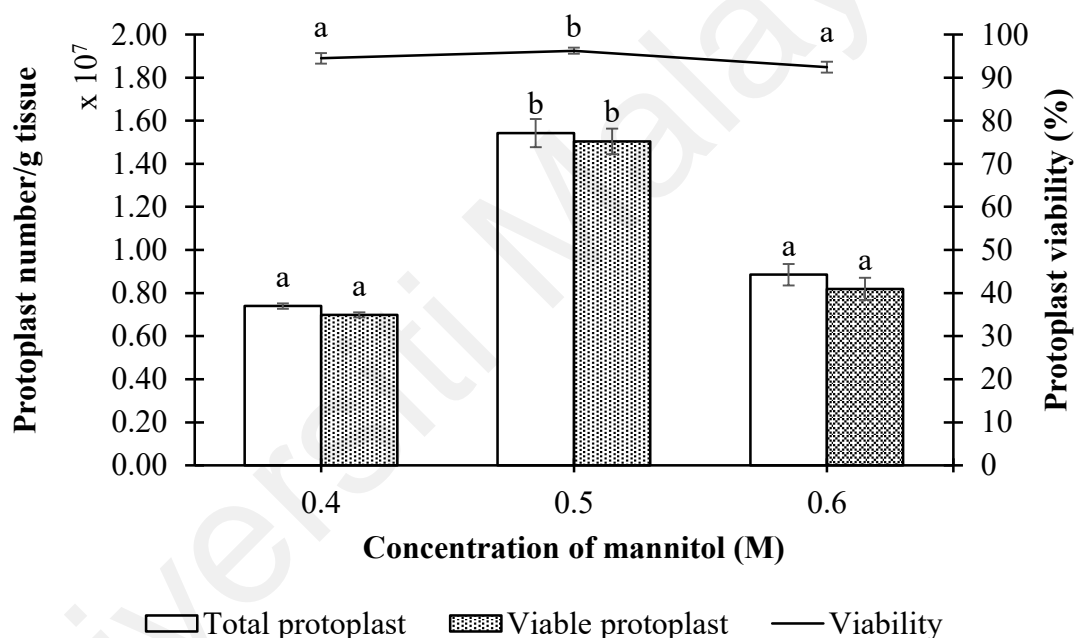 Protoplast number/g tissue
x 10⁷
2.00
1.80
1.60
1.40
1.20
1.00
0.80
0.60
0.40
0.20
0.00
a
b
a
a
a
b
b
a
a
100
90
80
70
60
50
40
30
20
10
0
Protoplast viability (%)
0.4 0.5 0.6
Concentration of mannitol (M)
Total protoplast Viable protoplast Viability
versiti Malay